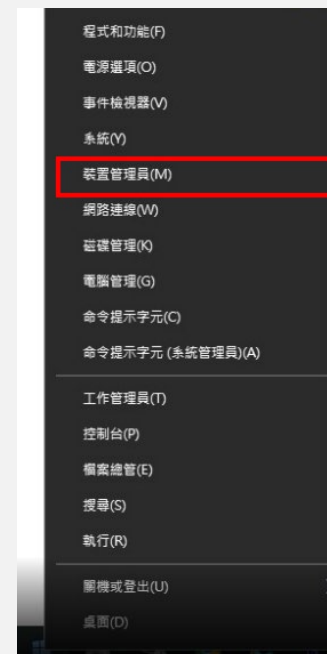 程式和功能(F)
電源選項(O)
事件檢視器(V)
系統(Y)
裝置管理員(M)
網路連線(W)
磁碟管理(K)
電腦管理(G)
命令提示字元(C)
命令提示字元 (系統管理員)(A)
工作管理員(T)
控制台(P)
檔案總管(E)
搜尋(S)
執行(R)
關機或登出(U)
桌面(D)